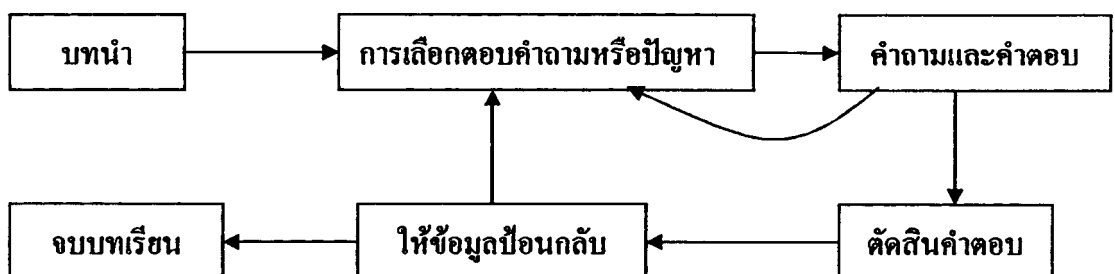 บทนำ
การเลือกตอบคำถามหรือปัญหา
คำถามและคำตอบ
จบบทเรียน
ให้ข้อมูลป้อนกลับ
ตัดสินคำตอบ